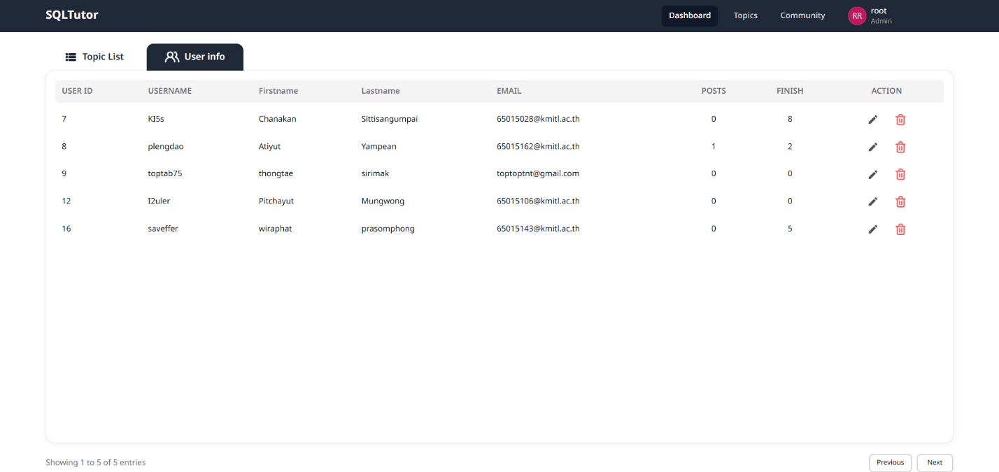 SQLTutor Dashboard Topics Community RR root
Admin
Topic List User info
USER ID USERNAME Firstname Lastname EMAIL POSTS FINISH ACTION
7 KI5s Chanakan Sittisangumpai 65015028@kmitl.ac.th 0 8
8 plengdao Atiyut Yampean 65015162@kmitl.ac.th 1 2
9 toptab75 thongtae sirimak toptoptnt@gmail.com 0 0
12 I2uler Pitchayut Mungwong 65015106@kmitl.ac.th 0 0
16 saveffer wiraphat prasomphong 65015143@kmitl.ac.th 0 5
Showing 1 to 5 of 5 entries Previous Next